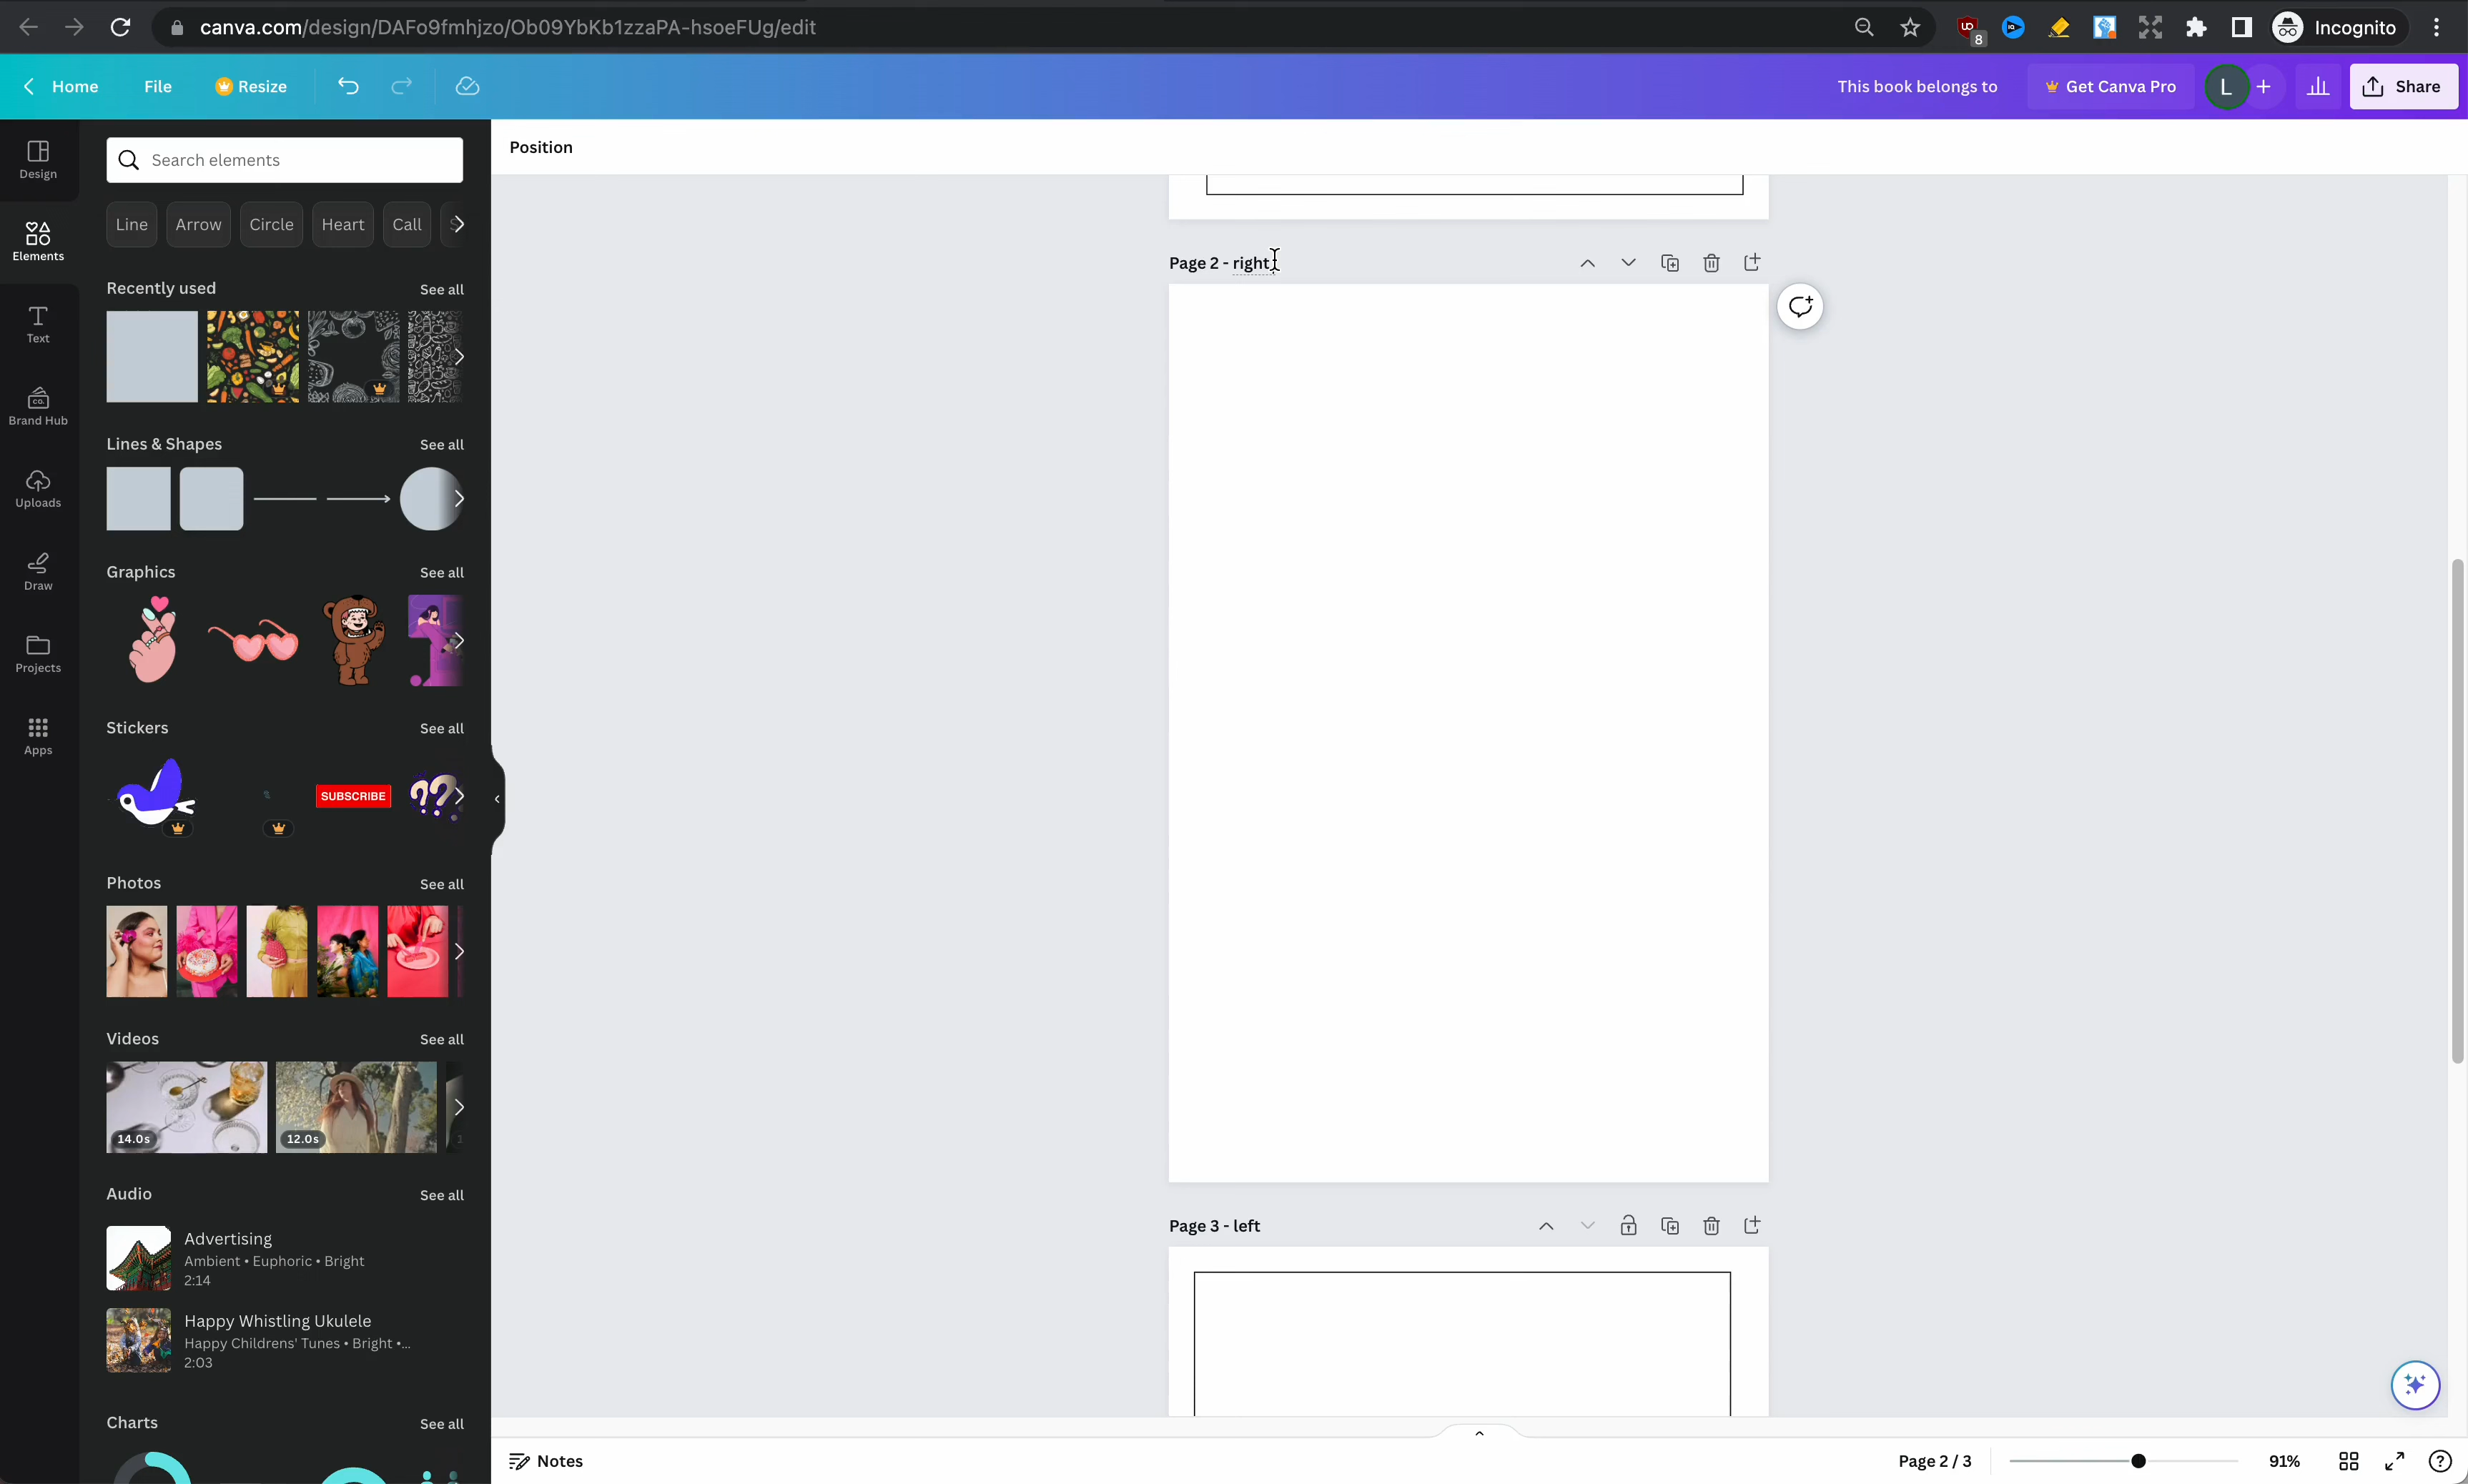 canva.com/design/DAFo9fmhjzo/Ob09YbKb1zzaPA-hsoeFUg/edit
8
Incognito
Home
File
Resize
This book belongs to
Get Canva Pro
L
Share
Design
Elements
Text
Brand Hub
CO.
Uploads
Draw
Projects
Apps
Search elements
Line
Arrow
Circle
Heart
Call
Recently used
See all
Lines & Shapes
See all
Graphics
See all
Stickers
See all
SUBSCRIBE
??
Photos
See all
Videos
See all
14.0s
12.0s
Audio
See all
Advertising
Ambient • Euphoric • Bright
2:14
Happy Whistling Ukulele
Happy Childrens' Tunes • Bright •...
2:03
Charts
See all
Position
Page 2 - right
Page 3 - left
Notes
Page 2 / 3
91%